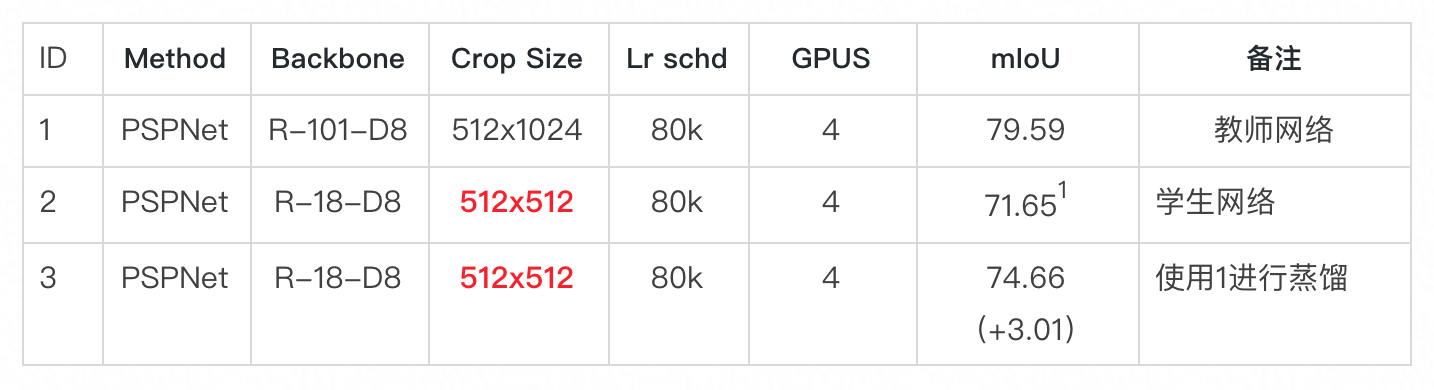 ID Method Backbone Crop Size Lr schd GPUS mIoU 备注
1 PSPNet R-101-D8 512x1024 80k 4 79.59 教师网络
2 PSPNet R-18-D8 512x512 80k 4 71.65¹ 学生网络
3 PSPNet R-18-D8 512x512 80k 4 74.66 使用1进行蒸馏
(+3.01)